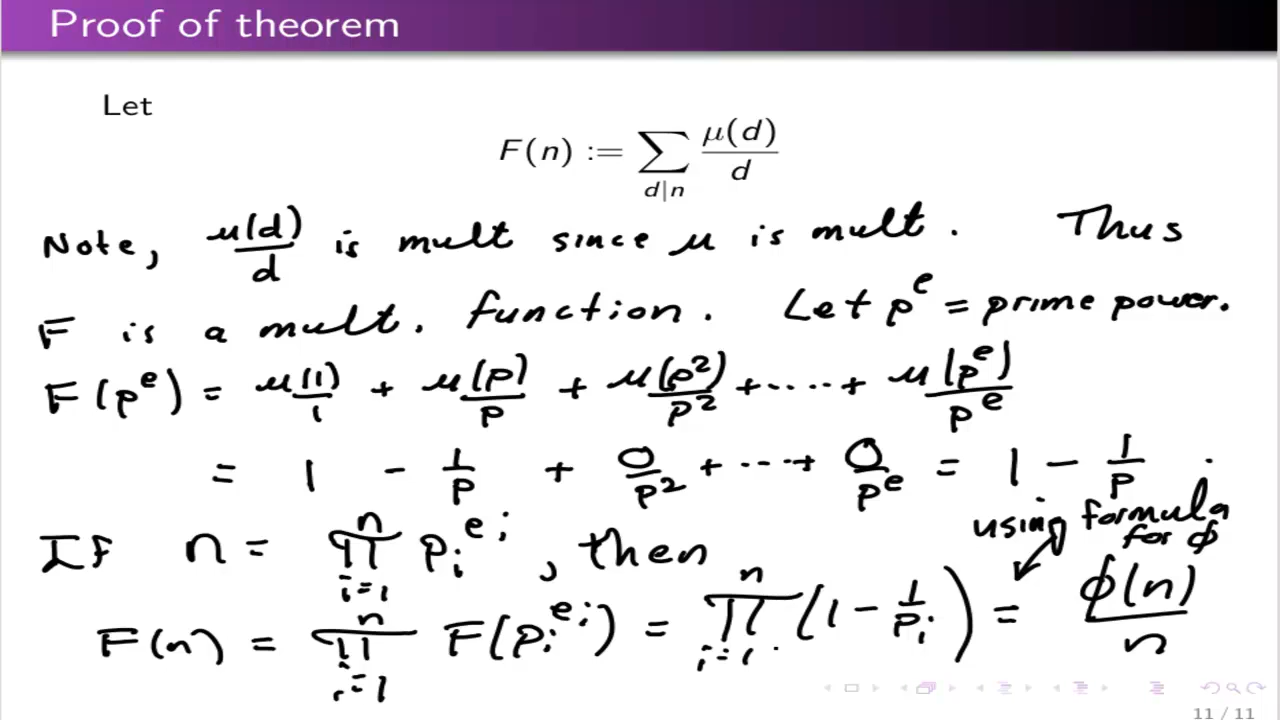 Proof of theorem
Let
F(n) := ∑_{d|n} μ(d)/d
Note, μ(d)/d is mult since μ is mult. Thus
F is a mult. function. Let p^e = prime power.
F(p^e) = μ(1)/1 + μ(p)/p + μ(p^2)/p^2 + ····· + μ(p^e)/p^e
= 1 - 1/p + 0/p^2 + ··· + 0/p^e = 1 - 1/p .
using formula for φ
If n = ∏_{i=1}^{n} p_i^{e_i}, then
F(n) = ∏_{i=1}^{n} F(p_i^{e_i}) = ∏_{i=1}^{n} (1 - 1/p_i) = φ(n)/n
11 / 11